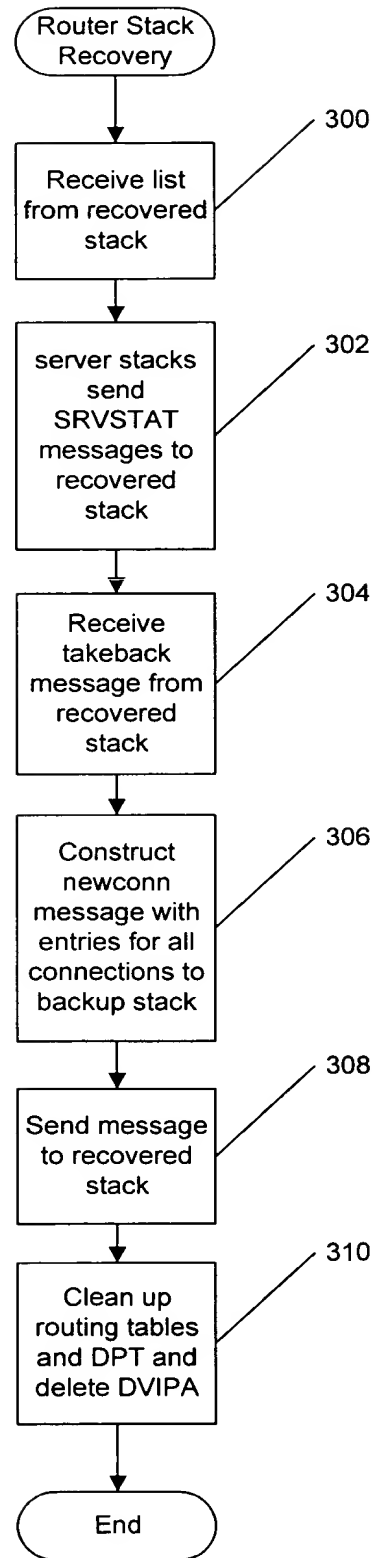 Router Stack
Recovery
300
Receive list
from recovered
stack
302
server stacks
send
SRVSTAT
messages to
recovered
stack
304
Receive
takeback
message from
recovered
stack
306
Construct
newconn
message with
entries for all
connections to
backup stack
308
Send message
to recovered
stack
310
Clean up
routing tables
and DPT and
delete DVIPA
End